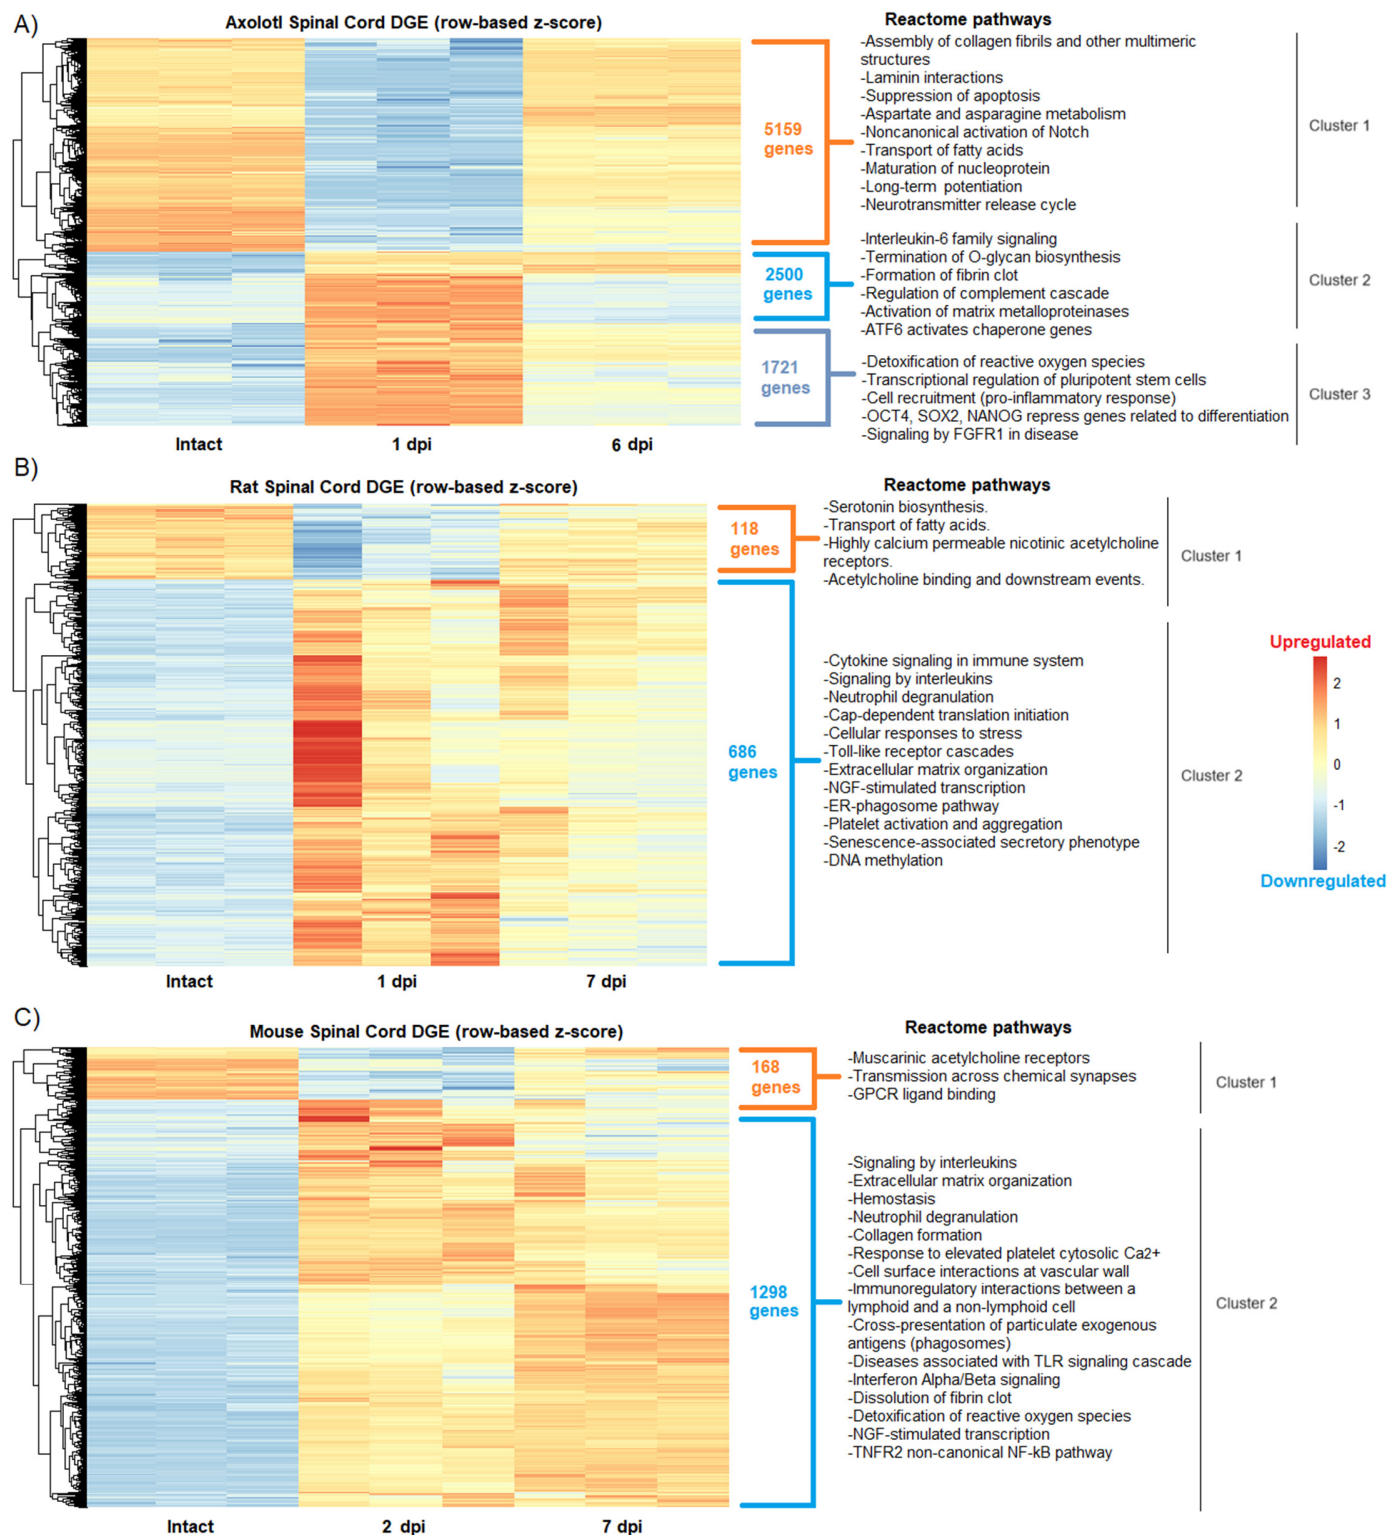 A)
Axolotl Spinal Cord DGE (row-based z-score)
Reactome pathways
5159
genes
-Assembly of collagen fibrils and other multimeric
structures
-Laminin interactions
-Suppression of apoptosis
-Aspartate and asparagine metabolism
-Noncanonical activation of Notch
-Transport of fatty acids
-Maturation of nucleoprotein
-Long-term potentiation
-Neurotransmitter release cycle
Cluster 1
2500
genes
-Interleukin-6 family signaling
-Termination of O-glycan biosynthesis
-Formation of fibrin clot
-Regulation of complement cascade
-Activation of matrix metalloproteinases
-ATF6 activates chaperone genes
Cluster 2
1721
genes
-Detoxification of reactive oxygen species
-Transcriptional regulation of pluripotent stem cells
-Cell recruitment (pro-inflammatory response)
-OCT4, SOX2, NANOG repress genes related to differentiation
-Signaling by FGFR1 in disease
Cluster 3
Intact
1 dpi
6 dpi
B)
Rat Spinal Cord DGE (row-based z-score)
Reactome pathways
118
genes
-Serotonin biosynthesis.
-Transport of fatty acids.
-Highly calcium permeable nicotinic acetylcholine
receptors.
-Acetylcholine binding and downstream events.
Cluster 1
686
genes
-Cytokine signaling in immune system
-Signaling by interleukins
-Neutrophil degranulation
-Cap-dependent translation initiation
-Cellular responses to stress
-Toll-like receptor cascades
-Extracellular matrix organization
-NGF-stimulated transcription
-ER-phagosome pathway
-Platelet activation and aggregation
-Senescence-associated secretory phenotype
-DNA methylation
Cluster 2
Upregulated
2
1
0
-1
-2
Downregulated
Intact
1 dpi
7 dpi
C)
Mouse Spinal Cord DGE (row-based z-score)
Reactome pathways
168
genes
-Muscarinic acetylcholine receptors
-Transmission across chemical synapses
-GPCR ligand binding
Cluster 1
1298
genes
-Signaling by interleukins
-Extracellular matrix organization
-Hemostasis
-Neutrophil degranulation
-Collagen formation
-Response to elevated platelet cytosolic Ca2+
-Cell surface interactions at vascular wall
-Immunoregulatory interactions between a
lymphoid and a non-lymphoid cell
-Cross-presentation of particulate exogenous
antigens (phagosomes)
-Diseases associated with TLR signaling cascade
-Interferon Alpha/Beta signaling
-Dissolution of fibrin clot
-Detoxification of reactive oxygen species
-NGF-stimulated transcription
-TNFR2 non-canonical NF-kB pathway
Cluster 2
Intact
2 dpi
7 dpi